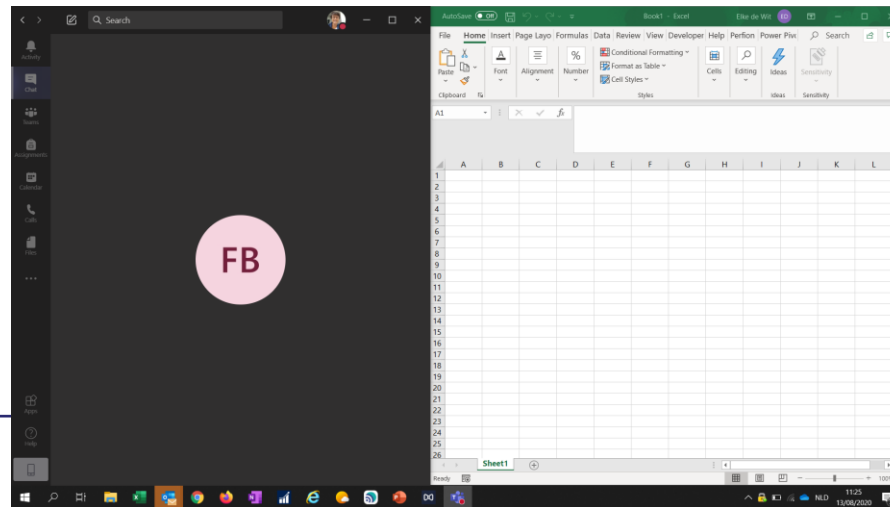 Search
Activity
Chat
Teams
Assignments
Calendar
Calls
Files
FB
Apps
Help
AutoSave Off
Book1 - Excel
Elke de Wit
ED
File Home Insert Page Layo Formulas Data Review View Developer Help Perfion Power Piv Search
Paste
Font
Alignment
Number
%
Conditional Formatting
Format as Table
Cell Styles
Cells
Editing
Ideas
Sensitivity
Clipboard
Styles
Ideas
Sensitivity
A1
fx
A B C D E F G H I J K L
1
2
3
4
5
6
7
8
9
10
11
12
13
14
15
16
17
18
19
20
21
22
23
24
25
26
Sheet1
Ready
100%
NLD
11:25
13/08/2020